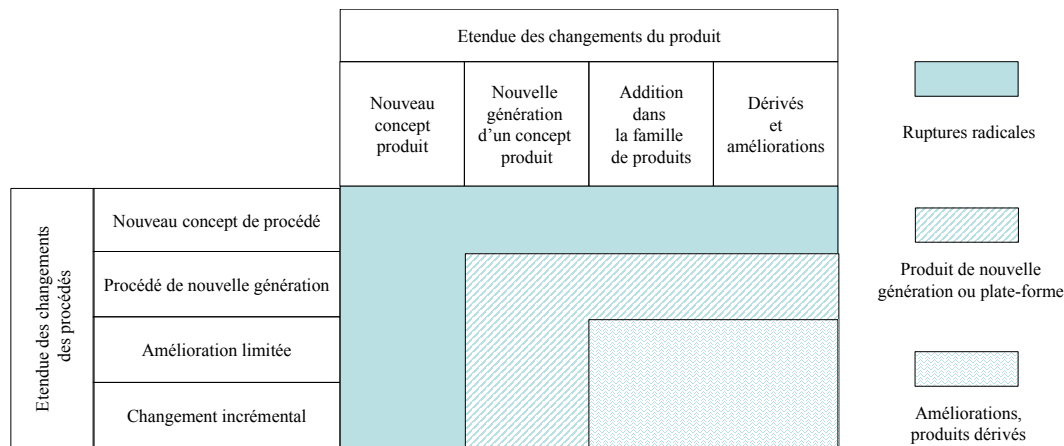 Etendue des changements du produit
Nouveau
concept
produit
Nouvelle
génération
d’un concept
produit
Addition
dans
la famille
de produits
Dérivés
et
améliorations
Etendue des changements
des procédés
Nouveau concept de procédé
Procédé de nouvelle génération
Amélioration limitée
Changement incrémental
Ruptures radicales
Produit de nouvelle
génération ou plate-forme
Améliorations,
produits dérivés